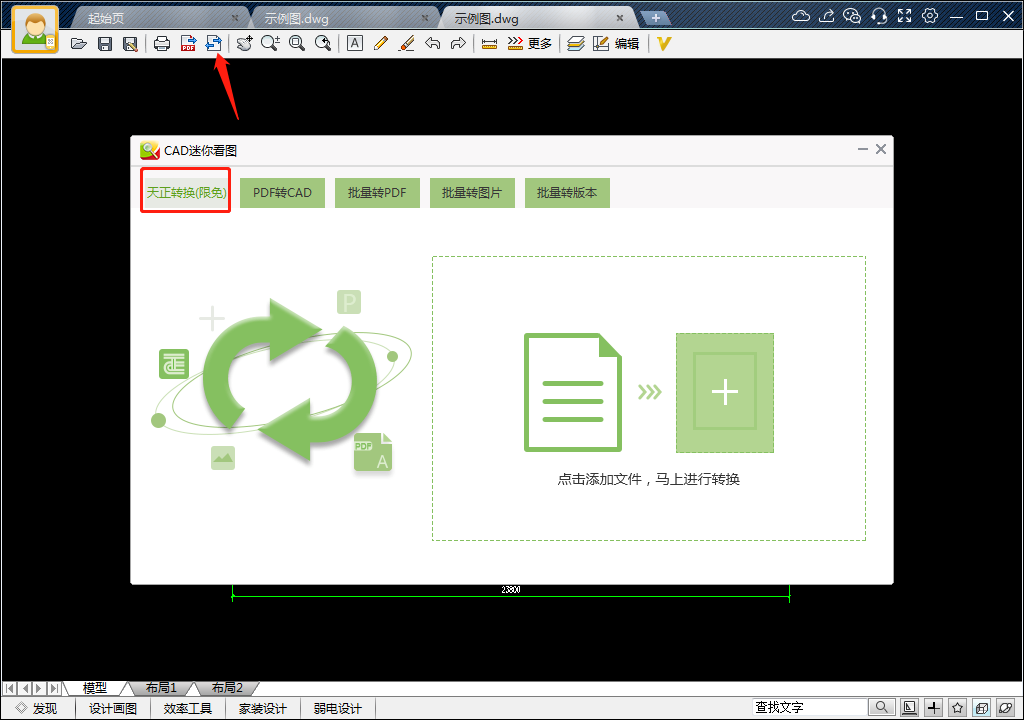 起始页 示例图.dwg 示例图.dwg
PDF A 更多 编辑
CAD迷你看图
天正转换(限免) PDF转CAD 批量转PDF 批量转图片 批量转版本
P
PDF
A
点击添加文件，马上进行转换
23800
模型 布局1 布局2
发现 设计画图 效率工具 家装设计 弱电设计 查找文字